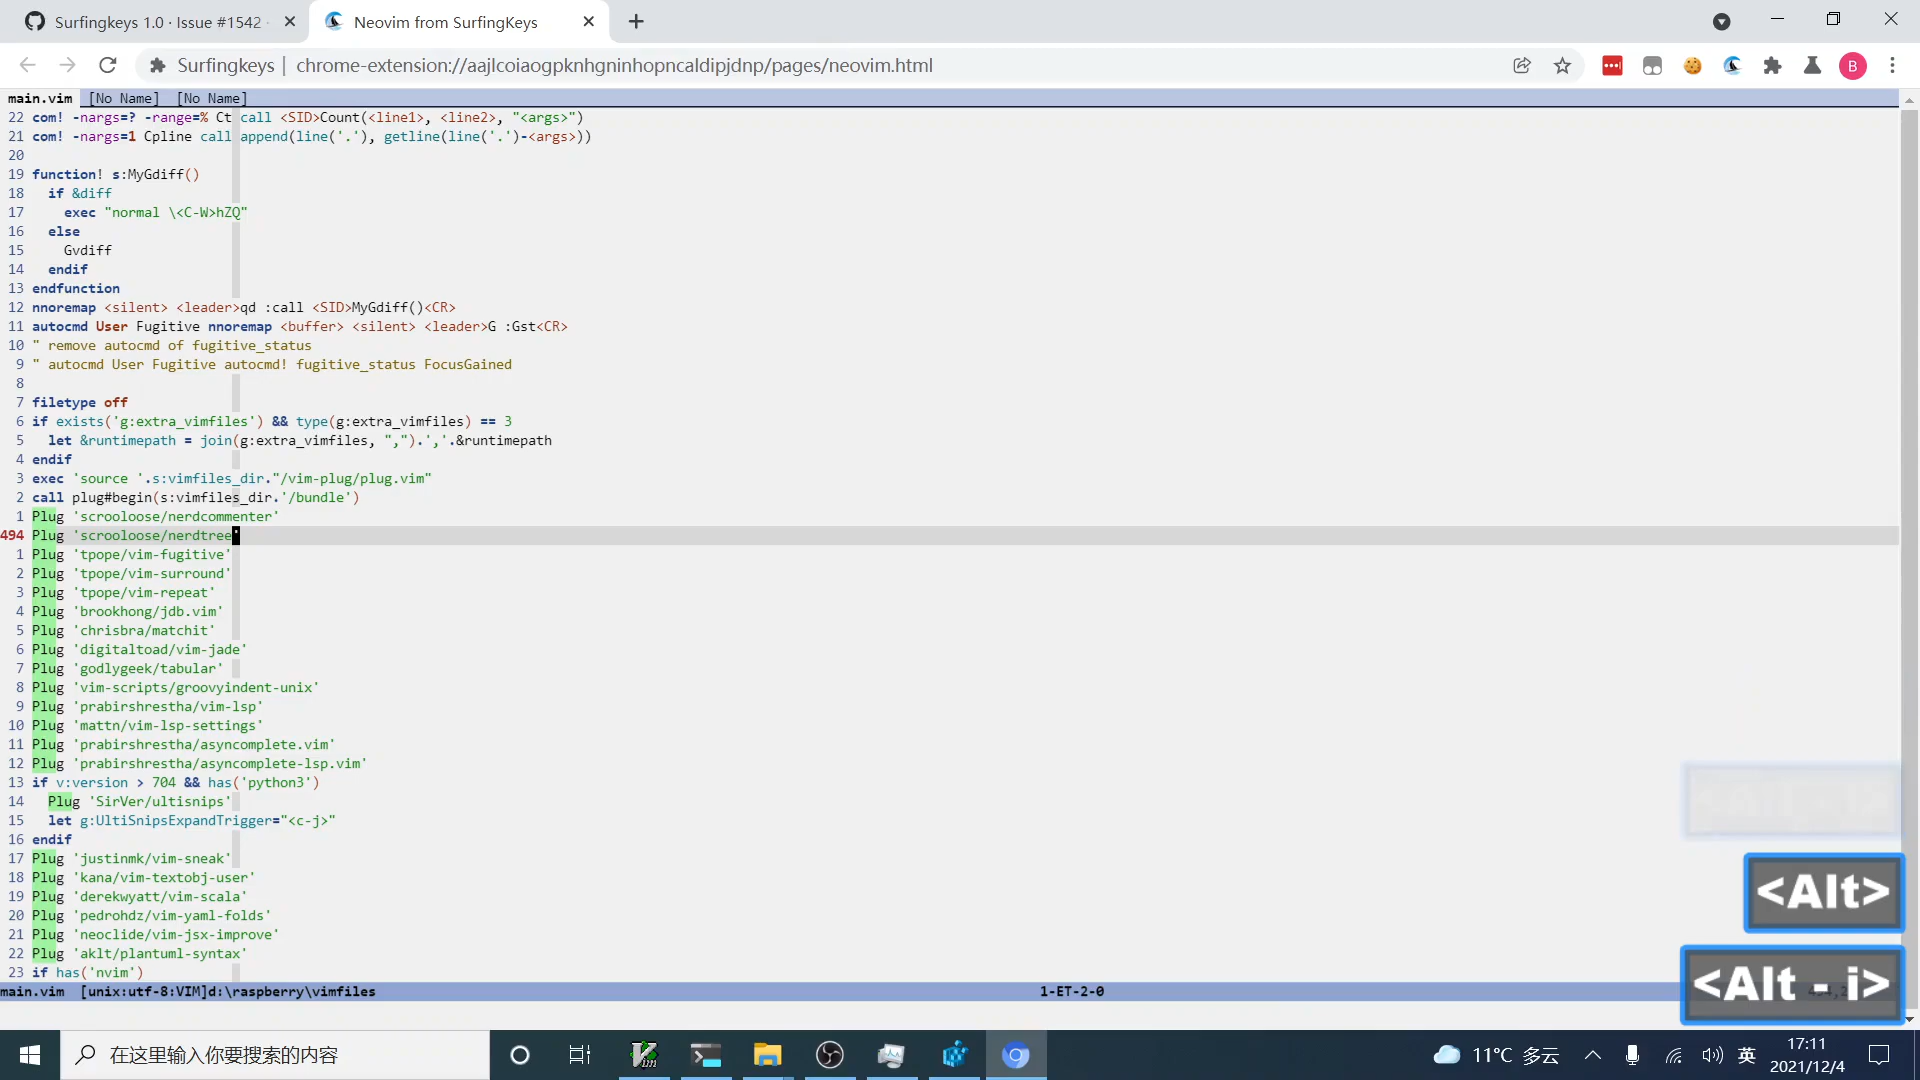 Surfingkeys 1.0 · Issue #1542
Neovim from SurfingKeys
Surfingkeys | chrome-extension://aajlcoiaogpknhgninhopncaldipjdnp/pages/neovim.html
B
main.vim [No Name] [No Name]
22 com! -nargs=? -range=% Ct call <SID>Count(<line1>, <line2>, "<args>")
21 com! -nargs=1 Cpline call append(line('.'), getline(line('.')-<args>))
20
19 function! s:MyGdiff()
18 if &diff
17 exec "normal \<C-W>hZQ"
16 else
15 Gvdiff
14 endif
13 endfunction
12 nnoremap <silent> <leader>qd :call <SID>MyGdiff()<CR>
11 autocmd User Fugitive nnoremap <buffer> <silent> <leader>G :Gst<CR>
10 " remove autocmd of fugitive_status
9 " autocmd User Fugitive autocmd! fugitive_status FocusGained
8
7 filetype off
6 if exists('g:extra_vimfiles') && type(g:extra_vimfiles) == 3
5 let &runtimepath = join(g:extra_vimfiles, ",").','.&runtimepath
4 endif
3 exec 'source '.s:vimfiles_dir."/vim-plug/plug.vim"
2 call plug#begin(s:vimfiles_dir.'/bundle')
1 Plug 'scrooloose/nerdcommenter'
494 Plug 'scrooloose/nerdtree'
1 Plug 'tpope/vim-fugitive'
2 Plug 'tpope/vim-surround'
3 Plug 'tpope/vim-repeat'
4 Plug 'brookhong/jdb.vim'
5 Plug 'chrisbra/matchit'
6 Plug 'digitaltoad/vim-jade'
7 Plug 'godlygeek/tabular'
8 Plug 'vim-scripts/groovyindent-unix'
9 Plug 'prabirshrestha/vim-lsp'
10 Plug 'mattn/vim-lsp-settings'
11 Plug 'prabirshrestha/asyncomplete.vim'
12 Plug 'prabirshrestha/asyncomplete-lsp.vim'
13 if v:version > 704 && has('python3')
14 Plug 'SirVer/ultisnips'
15 let g:UltiSnipsExpandTrigger="<c-j>"
16 endif
17 Plug 'justinmk/vim-sneak'
18 Plug 'kana/vim-textobj-user'
19 Plug 'derekwyatt/vim-scala'
20 Plug 'pedrohdz/vim-yaml-folds'
21 Plug 'neoclide/vim-jsx-improve'
22 Plug 'aklt/plantuml-syntax'
23 if has('nvim')
main.vim [unix:utf-8:VIM]d:\raspberry\vimfiles 1-ET-2-0
<Alt>
<Alt - i>
在这里输入你要搜索的内容
11°C 多云
英
17:11
2021/12/4